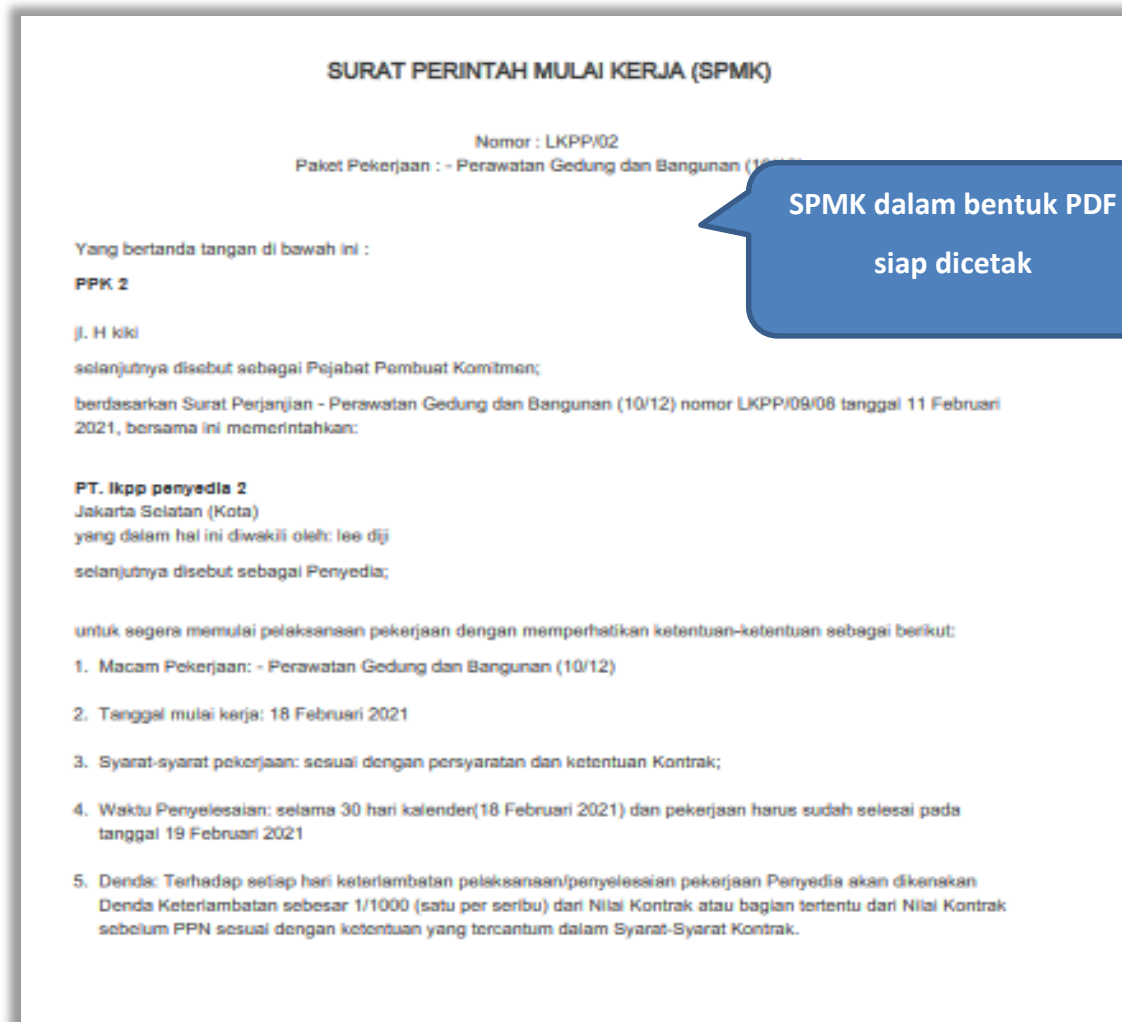 SURAT PERINTAH MULAI KERJA (SPMK)
Nomor : LKPP/02
Paket Pekerjaan : - Perawatan Gedung dan Bangunan
SPMK dalam bentuk PDF
siap dicetak
Yang bertanda tangan di bawah ini :
PPK 2
jl. H kiki
selanjutnya disebut sebagai Pejabat Pembuat Komitmen;
berdasarkan Surat Perjanjian - Perawatan Gedung dan Bangunan (10/12) nomor LKPP/09/08 tanggal 11 Februari
2021, bersama ini memerintahkan:
PT. lkpp penyedia 2
Jakarta Selatan (Kota)
yang dalam hal ini diwakili oleh: lee diji
selanjutnya disebut sebagai Penyedia;
untuk segera memulai pelaksanaan pekerjaan dengan memperhatikan ketentuan-ketentuan sebagai berikut:
1. Macam Pekerjaan: - Perawatan Gedung dan Bangunan (10/12)
2. Tanggal mulai kerja: 18 Februari 2021
3. Syarat-syarat pekerjaan: sesuai dengan persyaratan dan ketentuan Kontrak;
4. Waktu Penyelesaian: selama 30 hari kalender(18 Februari 2021) dan pekerjaan harus sudah selesai pada
tanggal 19 Februari 2021
5. Denda: Terhadap setiap hari keterlambatan pelaksanaan/penyelesaian pekerjaan Penyedia akan dikenakan
Denda Keterlambatan sebesar 1/1000 (satu per seribu) dari Nilai Kontrak atau bagian tertentu dari Nilai Kontrak
sebelum PPN sesuai dengan ketentuan yang tercantum dalam Syarat-Syarat Kontrak.